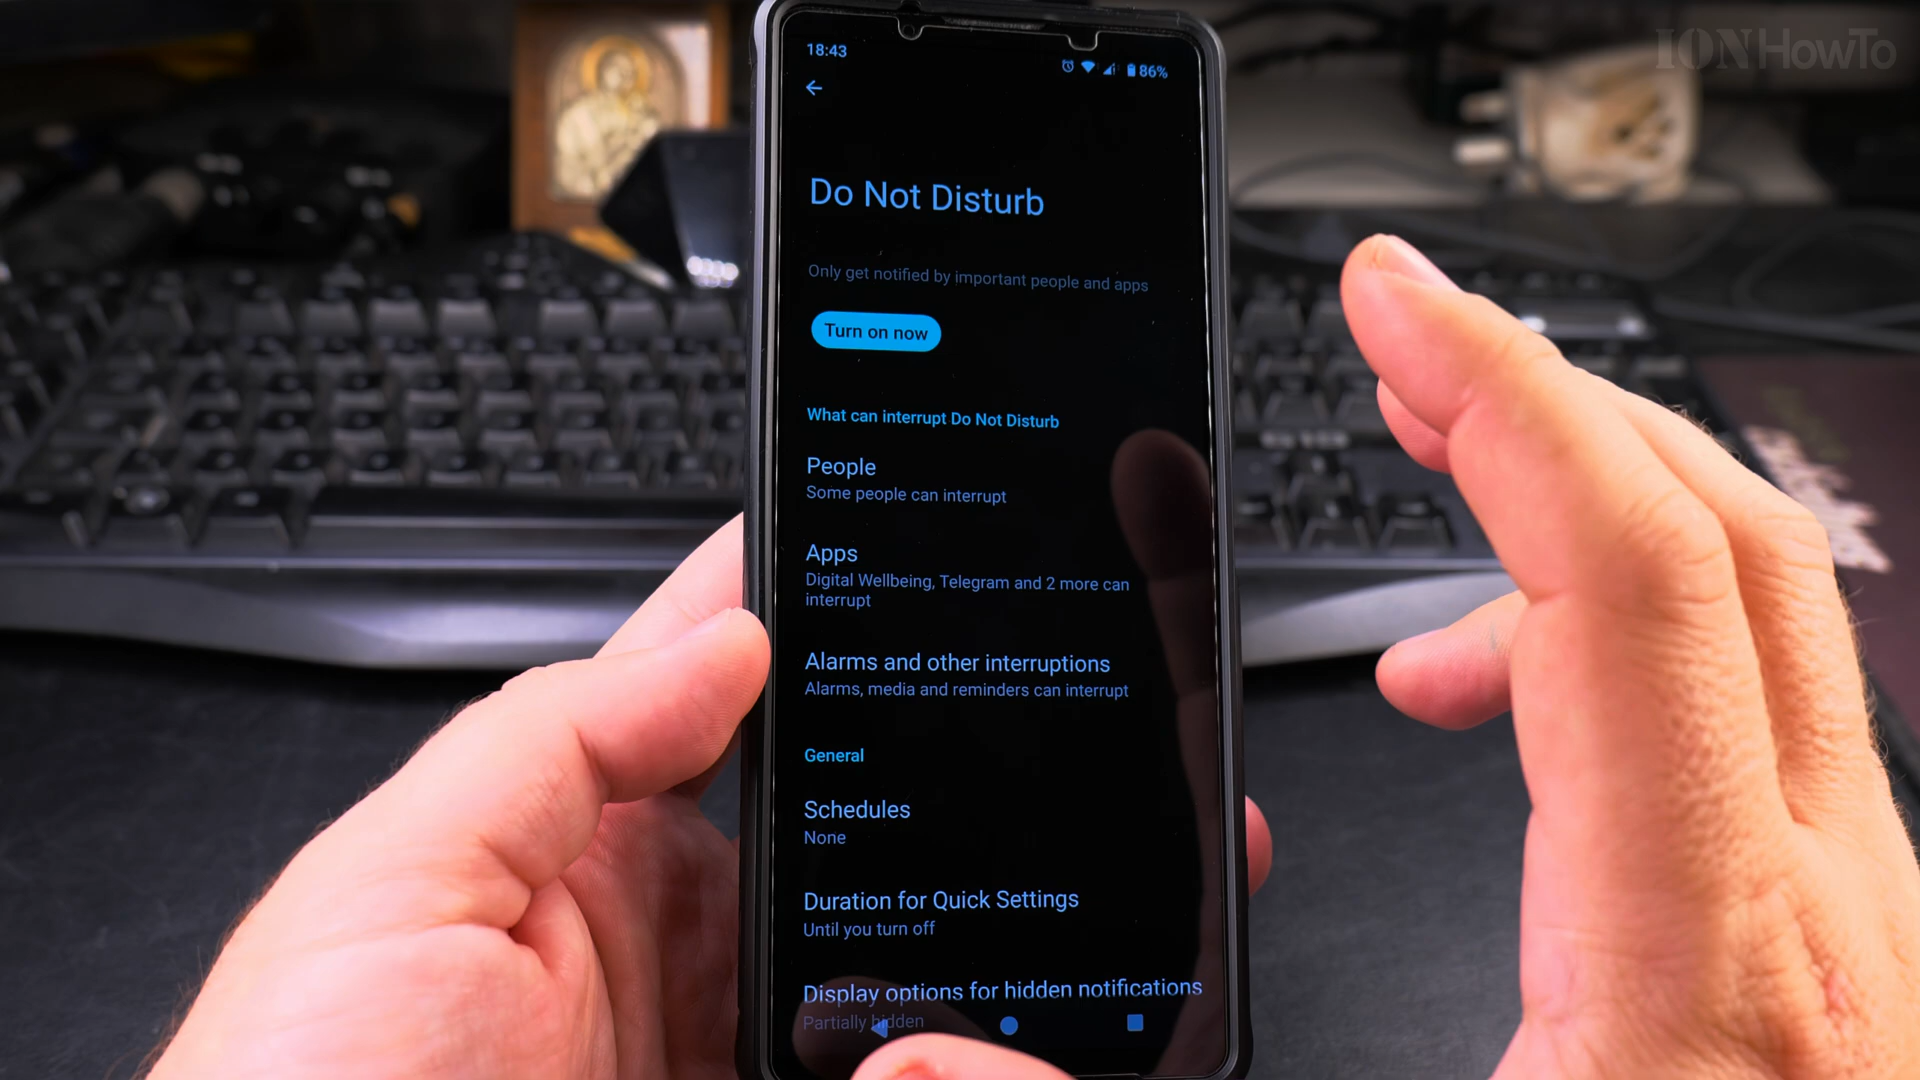 IONHowTo
18:43
86%
Do Not Disturb
Only get notified by important people and apps
Turn on now
What can interrupt Do Not Disturb
People
Some people can interrupt
Apps
Digital Wellbeing, Telegram and 2 more can
interrupt
Alarms and other interruptions
Alarms, media and reminders can interrupt
General
Schedules
None
Duration for Quick Settings
Until you turn off
Display options for hidden notifications
Partially hidden